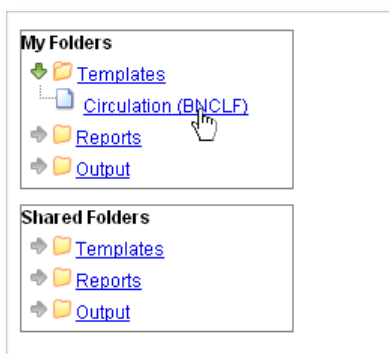 My Folders
Templates
Circulation (BNCLF)
Reports
Output
Shared Folders
Templates
Reports
Output